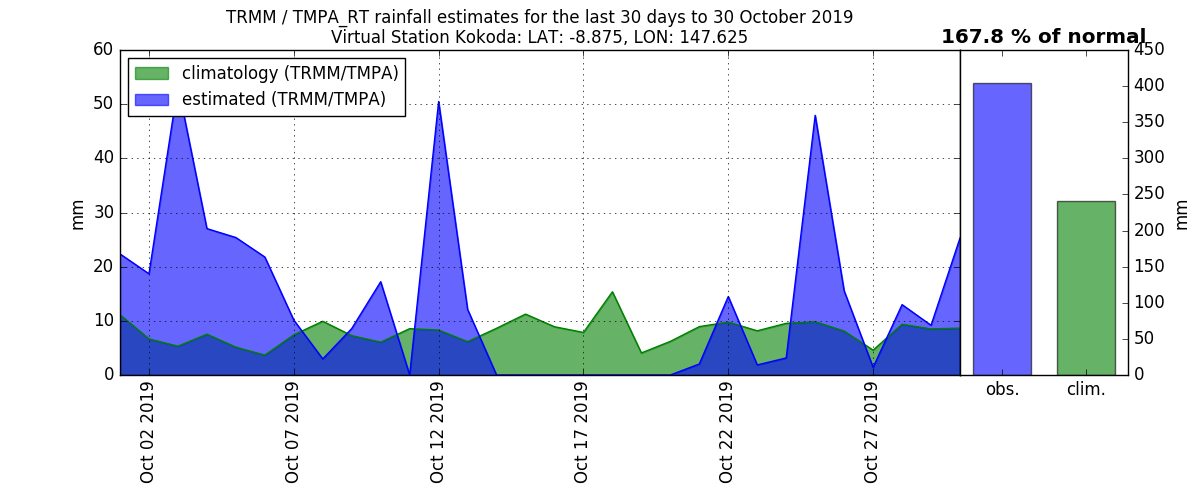 TRMM / TMPA_RT rainfall estimates for the last 30 days to 30 October 2019
Virtual Station Kokoda: LAT: -8.875, LON: 147.625
167.8 % of normal
climatology (TRMM/TMPA)
estimated (TRMM/TMPA)
60
50
40
30
20
10
0
mm
Oct 02 2019
Oct 07 2019
Oct 12 2019
Oct 17 2019
Oct 22 2019
Oct 27 2019
450
400
350
300
250
200
150
100
50
0
mm
obs.
clim.